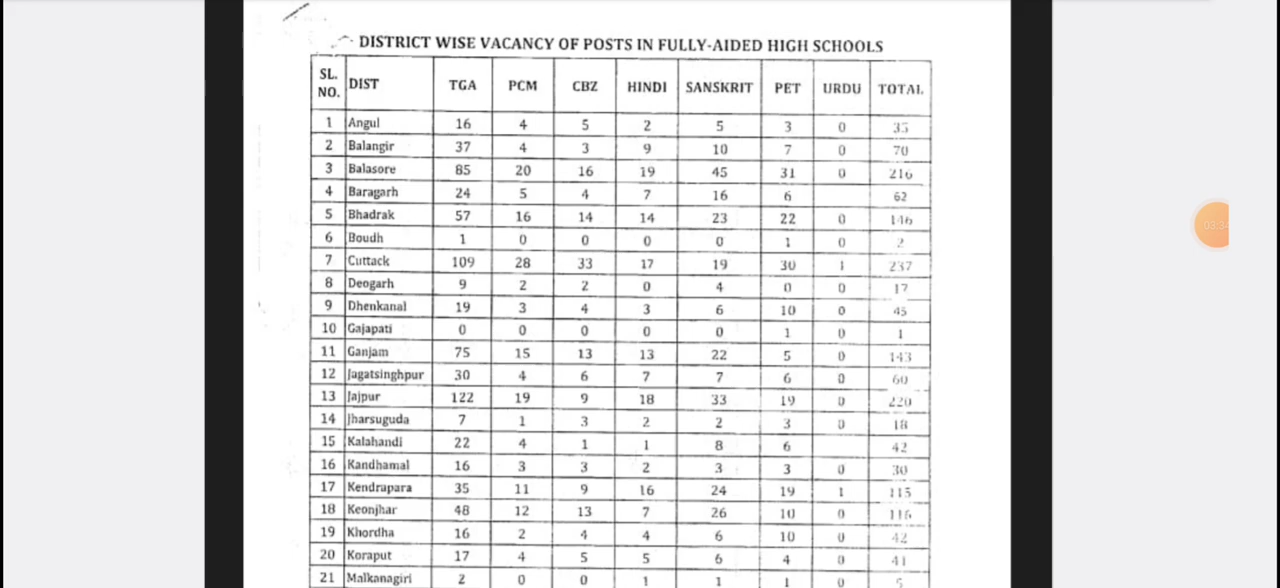 DISTRICT WISE VACANCY OF POSTS IN FULLY-AIDED HIGH SCHOOLS
SL. NO. DIST TGA PCM CBZ HINDI SANSKRIT PET URDU TOTAL
1 Angul 16 4 5 2 5 3 0 35
2 Balangir 37 4 3 9 10 7 0 70
3 Balasore 85 20 16 19 45 31 0 216
4 Baragarh 24 5 4 7 16 6 62
5 Bhadrak 57 16 14 14 23 22 0 146
6 Boudh 1 0 0 0 0 1 0 2
7 Cuttack 109 28 33 17 19 30 1 237
8 Deogarh 9 2 2 0 4 0 0 17
9 Dhenkanal 19 3 4 3 6 10 0 45
10 Gajapati 0 0 0 0 0 1 0 1
11 Ganjam 75 15 13 13 22 5 0 143
12 Jagatsinghpur 30 4 6 7 7 6 0 60
13 Jajpur 122 19 9 18 33 19 0 220
14 Jharsuguda 7 1 3 2 2 3 0 18
15 Kalahandi 22 4 1 1 8 6 42
16 Kandhamal 16 3 3 2 3 3 0 30
17 Kendrapara 35 11 9 16 24 19 1 115
18 Keonjhar 48 12 13 7 26 10 0 116
19 Khordha 16 2 4 4 6 10 0 42
20 Koraput 17 4 5 5 6 4 0 41
21 Malkanagiri 2 0 0 1 1 1 0 5